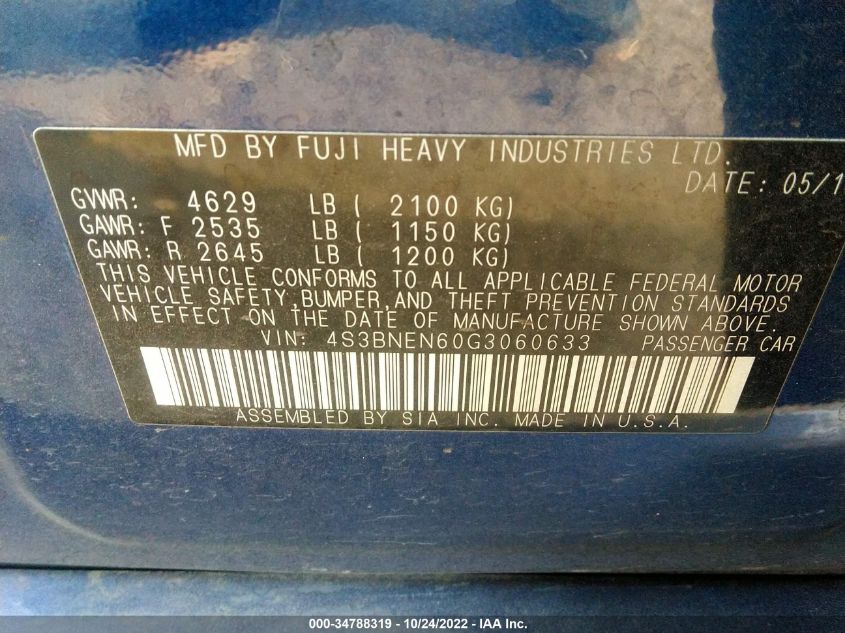 MFD BY FUJI HEAVY INDUSTRIES LTD.
DATE: 05/1
GVWR: 4629 LB ( 2100 KG)
GAWR: F 2535 LB ( 1150 KG)
GAWR: R 2645 LB ( 1200 KG)
THIS VEHICLE CONFORMS TO ALL APPLICABLE FEDERAL MOTOR
VEHICLE SAFETY,BUMPER,AND THEFT PREVENTION STANDARDS
IN EFFECT ON THE DATE OF MANUFACTURE SHOWN ABOVE.
VIN: 4S3BNEN60G3060633 PASSENGER CAR
ASSEMBLED BY SIA INC. MADE IN U.S.A.
000-34788319 - 10/24/2022 - IAA Inc.